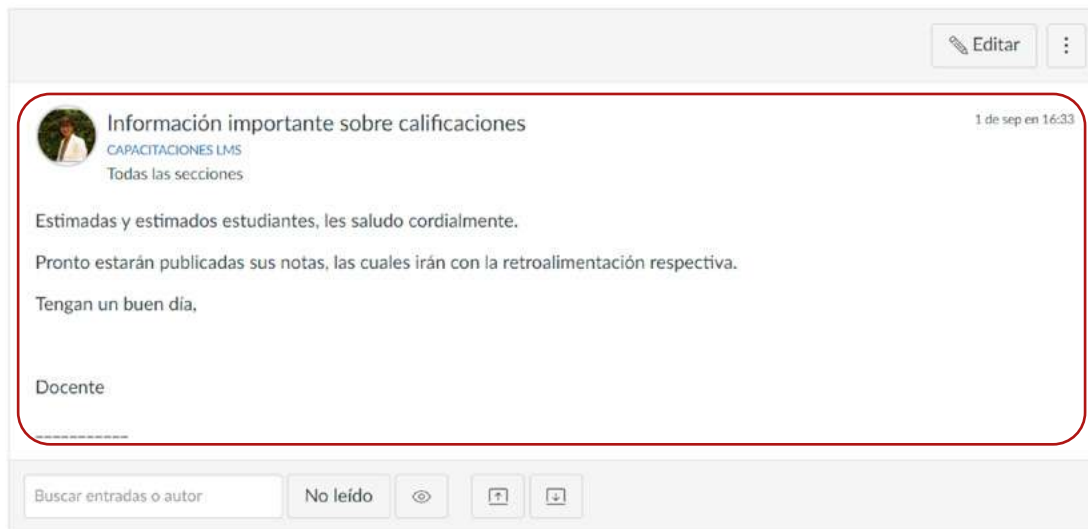 Editar
Información importante sobre calificaciones
1 de sep en 16:33
CAPACITACIONES LMS
Todas las secciones
Estimadas y estimados estudiantes, les saludo cordialmente.
Pronto estarán publicadas sus notas, las cuales irán con la retroalimentación respectiva.
Tengan un buen día,
Docente
-----------
Buscar entradas o autor
No leído